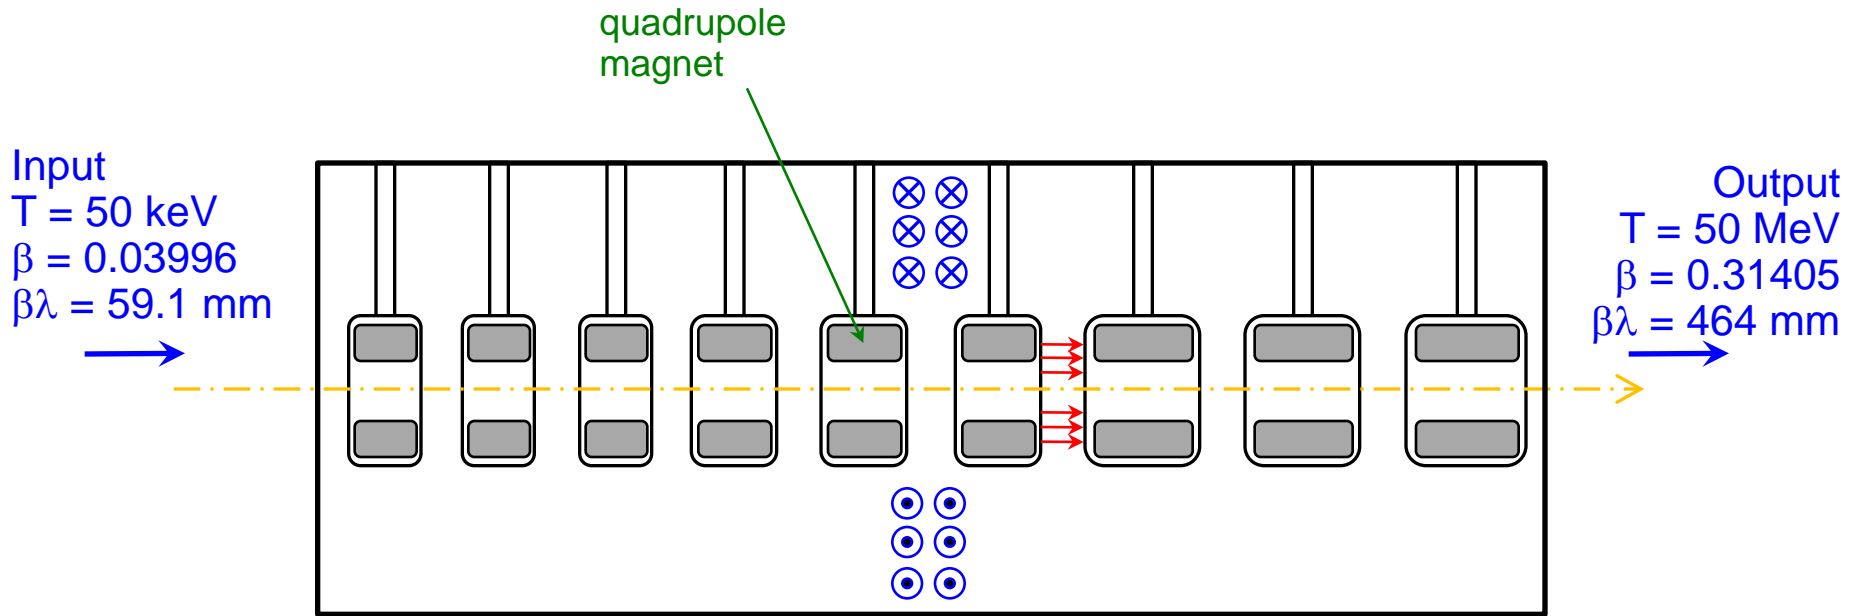 quadrupole
magnet
Input
T = 50 keV
β = 0.03996
βλ = 59.1 mm
Output
T = 50 MeV
β = 0.31405
βλ = 464 mm